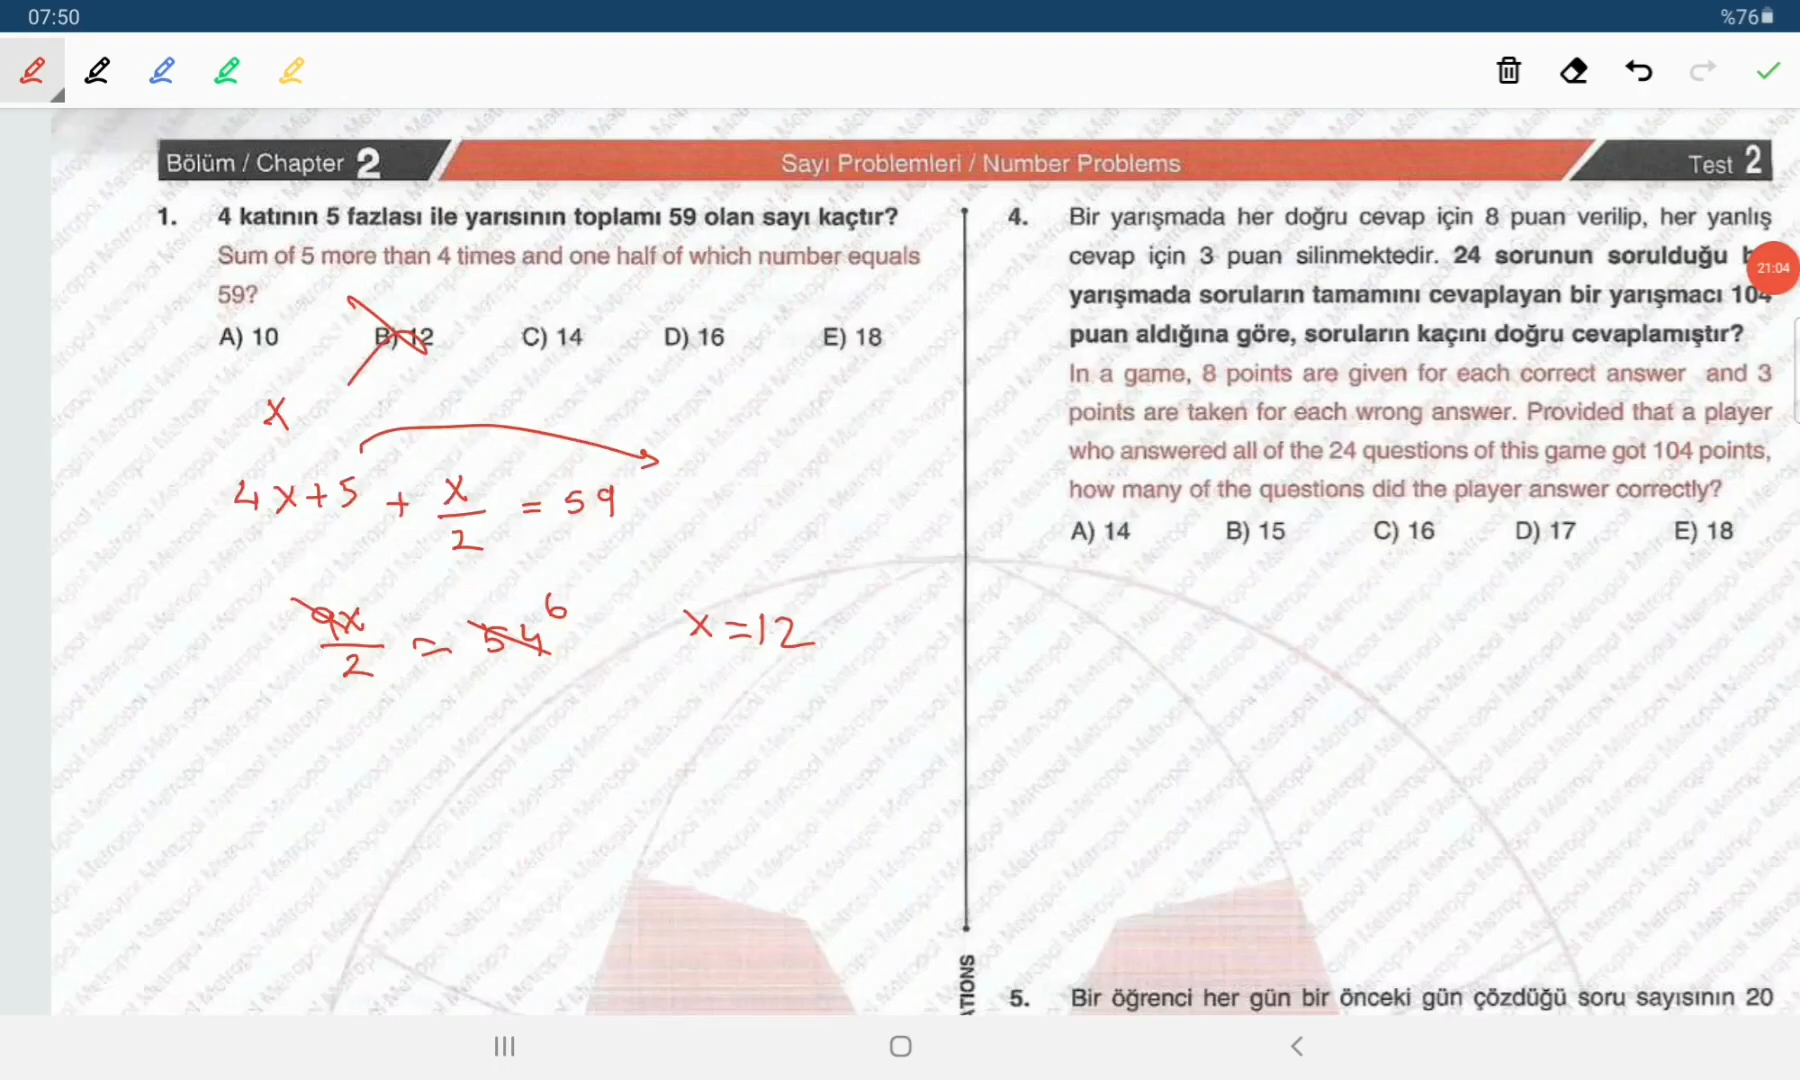 07:50
%76
Bölüm / Chapter 2
Sayı Problemleri / Number Problems
Test 2
1. 4 katının 5 fazlası ile yarısının toplamı 59 olan sayı kaçtır?
Sum of 5 more than 4 times and one half of which number equals
59?
A) 10 B) 12 C) 14 D) 16 E) 18
x
4x+5 + x/2 = 59
9x/2 = 54 6
x=12
4. Bir yarışmada her doğru cevap için 8 puan verilip, her yanlış
cevap için 3 puan silinmektedir. 24 sorunun sorulduğu
21:04
yarışmada soruların tamamını cevaplayan bir yarışmacı 104
puan aldığına göre, soruların kaçını doğru cevaplamıştır?
In a game, 8 points are given for each correct answer and 3
points are taken for each wrong answer. Provided that a player
who answered all of the 24 questions of this game got 104 points,
how many of the questions did the player answer correctly?
A) 14 B) 15 C) 16 D) 17 E) 18
5. Bir öğrenci her gün bir önceki gün çözdüğü soru sayısının 20